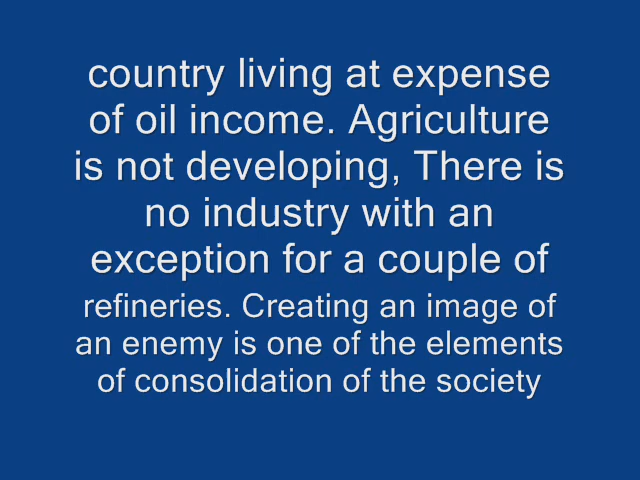 country living at expense
of oil income. Agriculture
is not developing, There is
no industry with an
exception for a couple of
refineries. Creating an image of
an enemy is one of the elements
of consolidation of the society